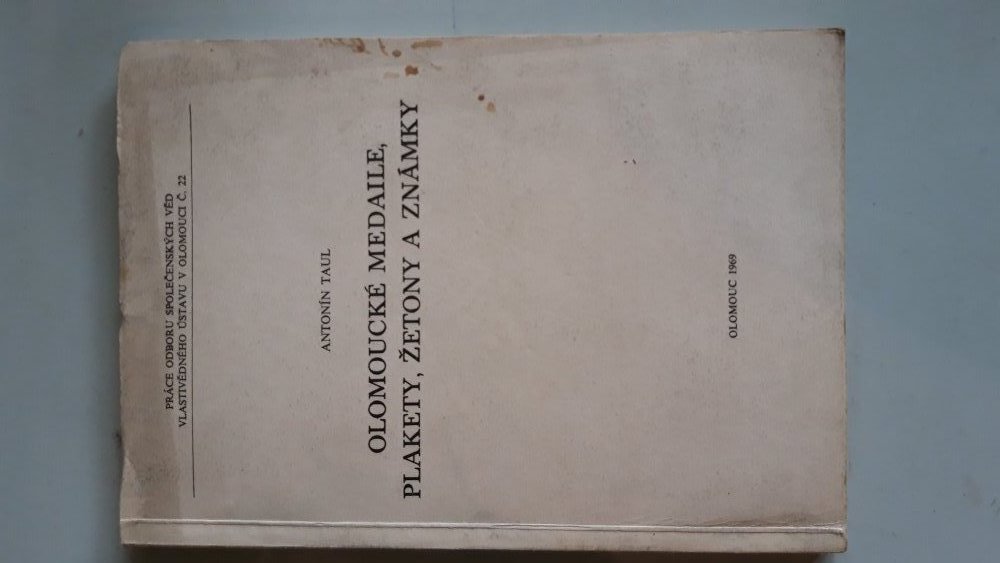 PRÁCE ODBORU SPOLEČENSKÝCH VĚD
VLASTIVĚDNÉHO ÚSTAVU V OLOMOUCI Č. 22
ANTONÍN TAUL
OLOMOUCKÉ MEDAILE,
PLAKETY, ŽETONY A ZNÁMKY
OLOMOUC 1969